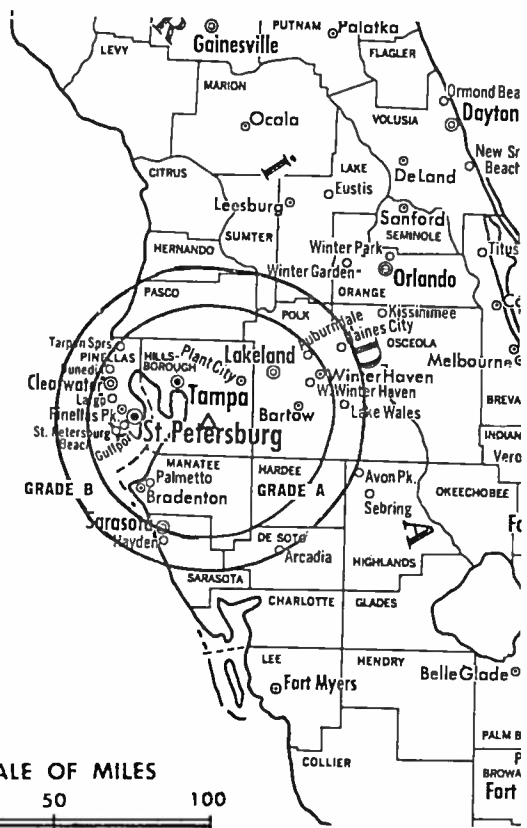 PUTNAM
Palatka
Gainesville
LEVY
FLAGLER
MARION
Ormond Bea
Dayton
Ocala
VOLUSIA
New Sr
Beach
CITRUS
LAKE
DeLand
Eustis
Leesburg
Sanford
SEMINOLE
SUMTER
HERNANDO
Winter Park
Titus
Winter Garden
Orlando
ORANGE
PASCO
POLK
Kissimmee
Auburndale
Haines City
OSCEOLA
Tarpon Sprs
PINELLAS
HILLS-
BOROUGH
Plant City
Lakeland
Melbourne
Dunedin
Clearwater
Winter Haven
Tampa
W. Winter Haven
Largo
Bartow
Lake Wales
BREVA
Pinellas Pk.
St. Petersburg
St. Petersburg
Beach
Gulfport
INDIAN
Vero
MANATEE
HARDEE
Palmetto
Avon Pk.
GRADE B
GRADE A
OKEECHOBEE
Bradenton
Sebring
A
Sarasota
Hayden
DE SOTO
Arcadia
HIGHLANDS
SARASOTA
CHARLOTTE
GLADES
LEE
HENDRY
Belle Glade
Fort Myers
PALM B
COLLIER
BROWA
Fort
ALE OF MILES
50
100